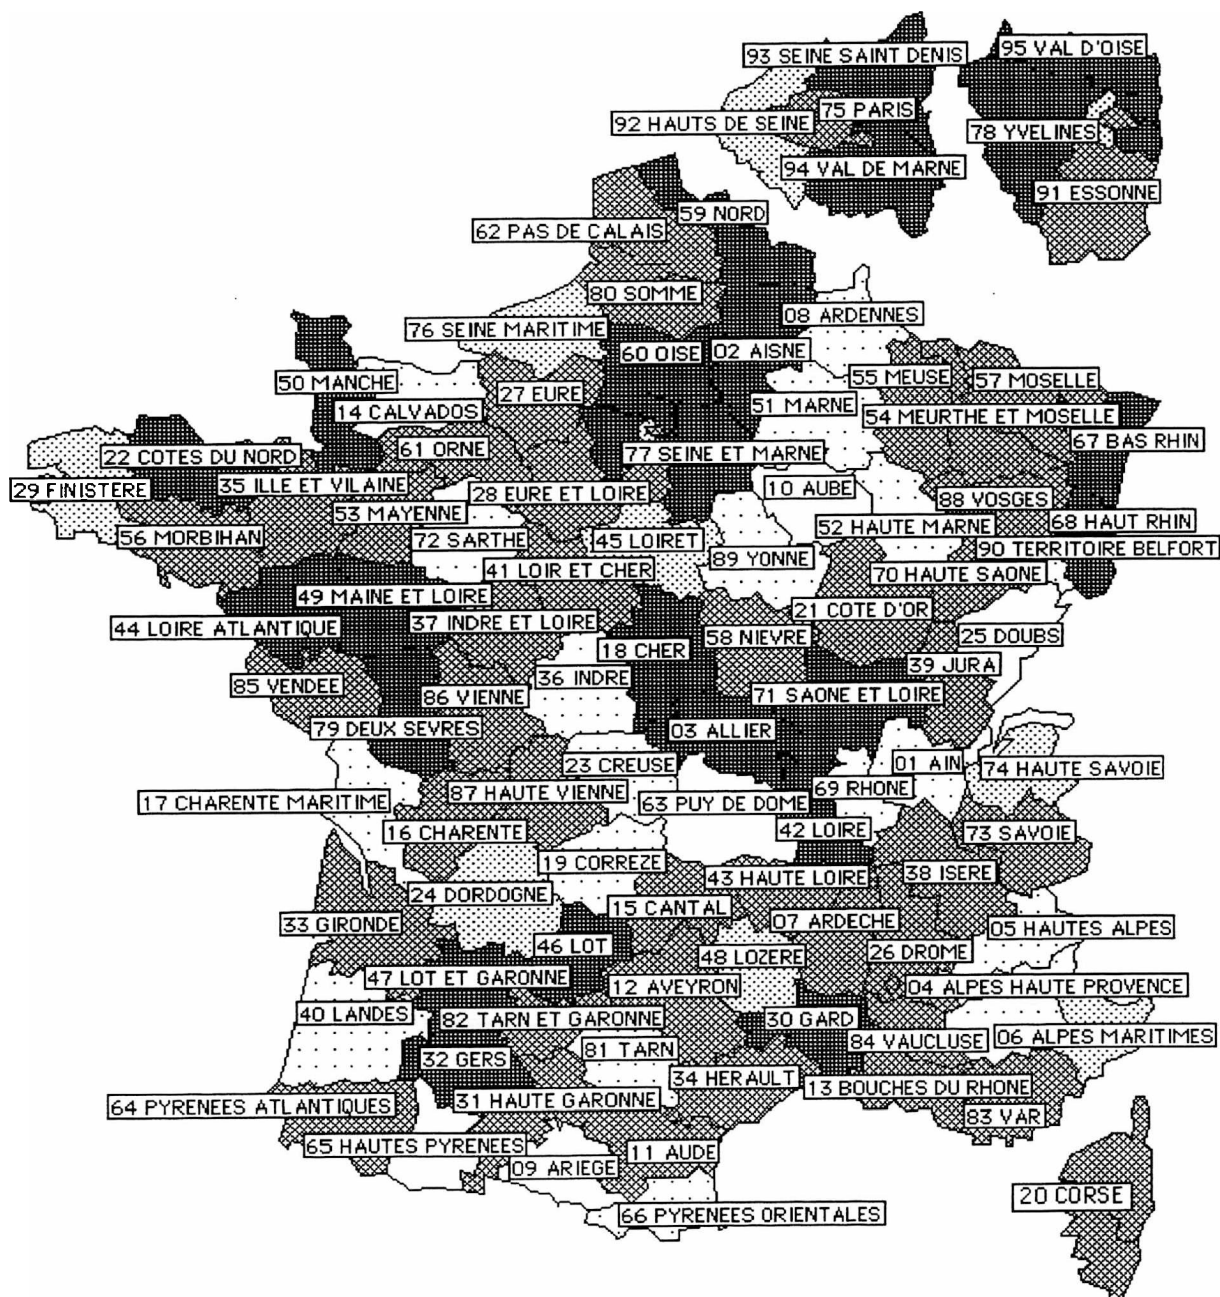 93 SEINE SAINT DENIS
95 VAL D'OISE
75 PARIS
92 HAUTS DE SEINE
78 YVELINES
94 VAL DE MARNE
91 ESSONNE
59 NORD
62 PAS DE CALAIS
80 SOMME
08 ARDENNES
76 SEINE MARITIME
60 OISE
02 AISNE
55 MEUSE
57 MOSELLE
50 MANCHE
27 EURE
51 MARNE
14 CALVADOS
54 MEURTHE ET MOSELLE
67 BAS RHIN
61 ORNE
77 SEINE ET MARNE
22 COTES DU NORD
35 ILLE ET VILAINE
29 FINISTERE
28 EURE ET LOIRE
10 AUBE
88 VOSGES
53 MAYENNE
52 HAUTE MARNE
68 HAUT RHIN
56 MORBIHAN
72 SARTHE
45 LOIRET
89 YONNE
90 TERRITOIRE BELFORT
41 LOIR ET CHER
70 HAUTE SAONE
49 MAINE ET LOIRE
21 COTE D'OR
44 LOIRE ATLANTIQUE
37 INDRE ET LOIRE
58 NIEVRE
25 DOUBS
18 CHER
39 JURA
85 VENDEE
36 INDRE
86 VIENNE
71 SAONE ET LOIRE
79 DEUX SEVRES
03 ALLIER
23 CREUSE
01 AIN
74 HAUTE SAVOIE
17 CHARENTE MARITIME
87 HAUTE VIENNE
63 PUY DE DOME
69 RHONE
16 CHARENTE
42 LOIRE
73 SAVOIE
19 CORREZE
43 HAUTE LOIRE
38 ISERE
24 DORDOGNE
15 CANTAL
07 ARDECHE
33 GIRONDE
05 HAUTES ALPES
46 LOT
48 LOZERE
26 DROME
47 LOT ET GARONNE
12 AVEYRON
04 ALPES HAUTE PROVENCE
40 LANDES
82 TARN ET GARONNE
30 GARD
84 VAUCLUSE
06 ALPES MARITIMES
81 TARN
32 GERS
34 HERAULT
13 BOUCHES DU RHONE
64 PYRENEES ATLANTIQUES
31 HAUTE GARONNE
83 VAR
65 HAUTES PYRENEES
11 AUDE
09 ARIEGE
20 CORSE
66 PYRENEES ORIENTALES